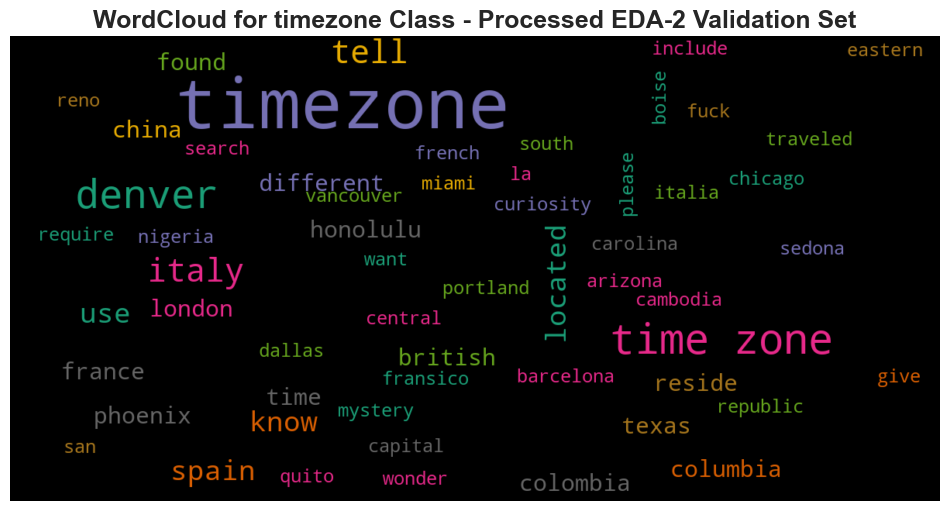 WordCloud for timezone Class - Processed EDA-2 Validation Set
tell
include
eastern
found
timezone
boise
reno
fuck
china
traveled
search
french
south
denver
different
miami
la
please
italia
chicago
vancouver
curiosity
require
nigeria
honolulu
located
carolina
sedona
italy
want
arizona
use
london
portland
cambodia
central
time zone
dallas
british
france
fransico
barcelona
reside
give
phoenix
time
know
mystery
republic
texas
san
capital
spain
quito
wonder
colombia
columbia